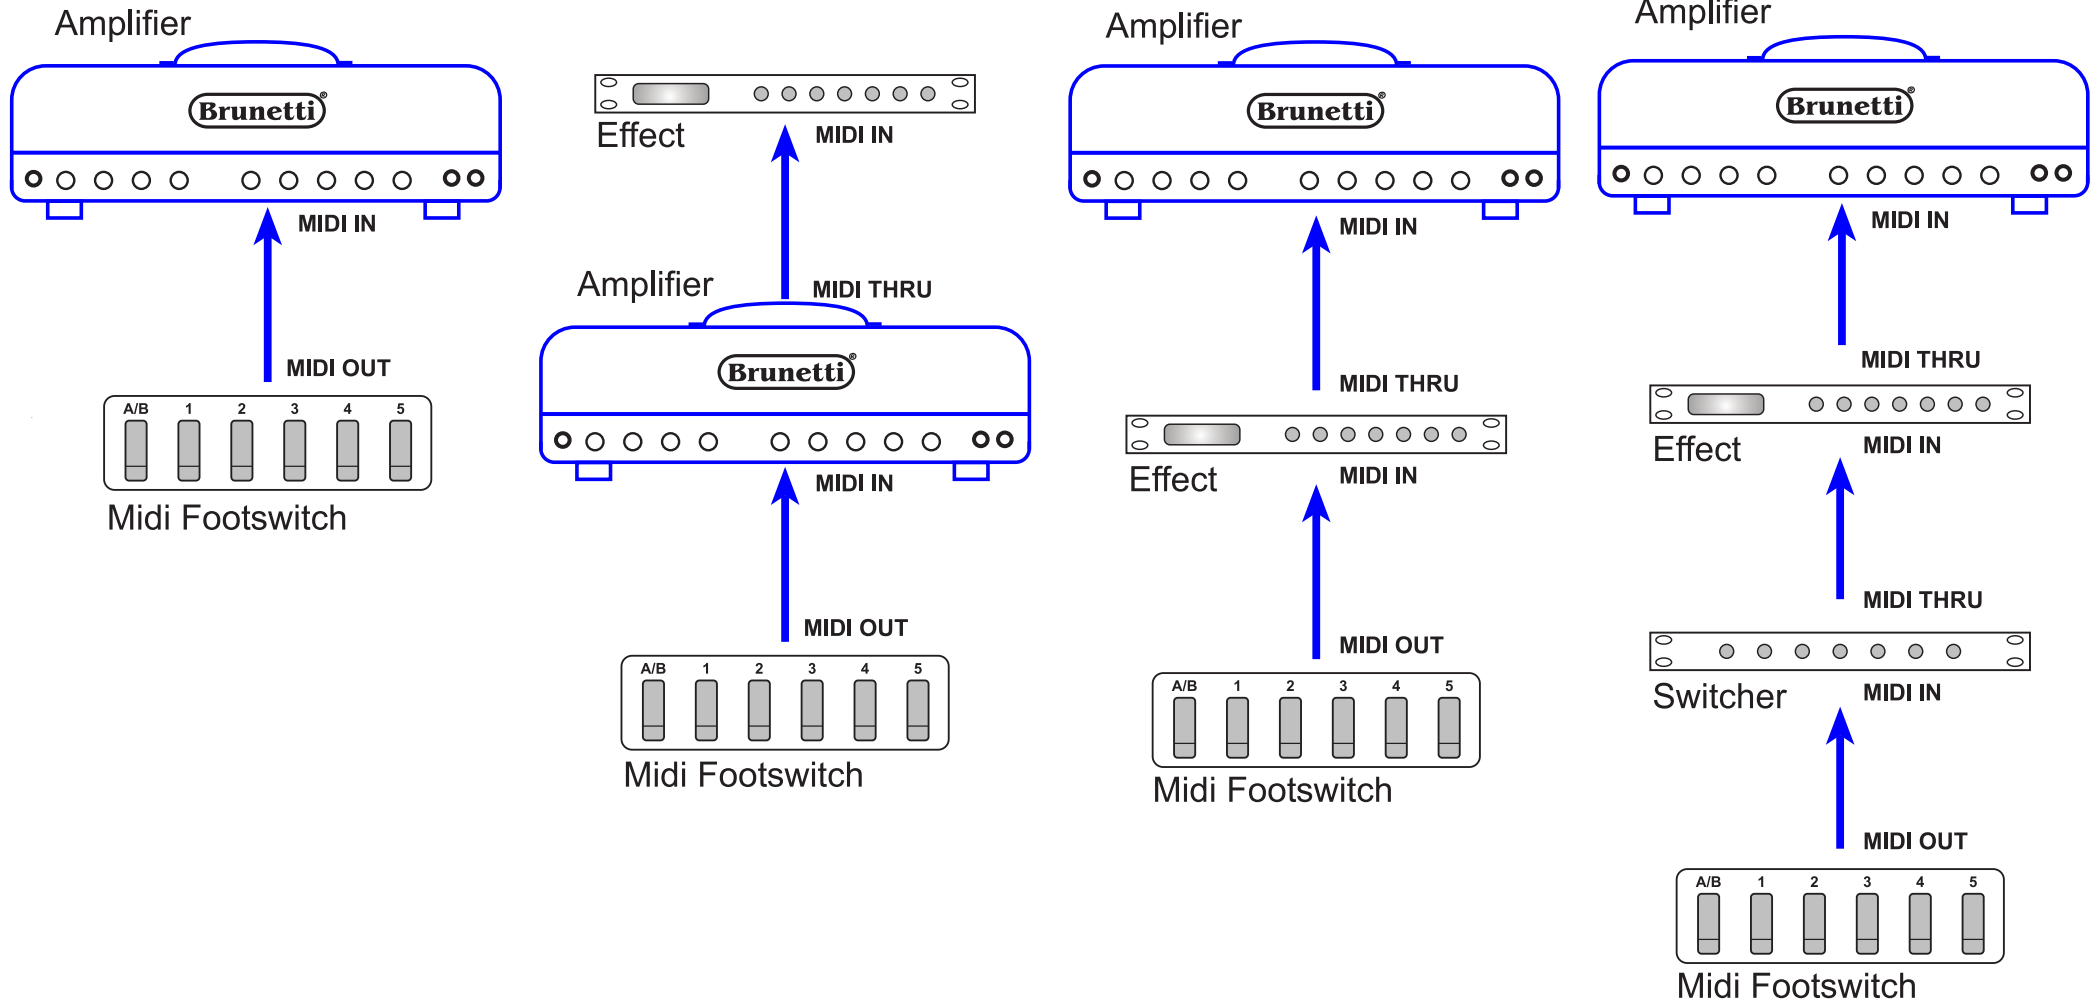 Amplifier
Brunetti®
MIDI IN
MIDI OUT
A/B 1 2 3 4 5
Midi Footswitch
Effect
MIDI IN
Amplifier
MIDI THRU
Brunetti®
MIDI IN
MIDI OUT
A/B 1 2 3 4 5
Midi Footswitch
Amplifier
Brunetti®
MIDI IN
MIDI THRU
Effect
MIDI IN
MIDI OUT
A/B 1 2 3 4 5
Midi Footswitch
Amplifier
Brunetti®
MIDI IN
MIDI THRU
Effect
MIDI IN
MIDI THRU
Switcher
MIDI IN
MIDI OUT
A/B 1 2 3 4 5
Midi Footswitch